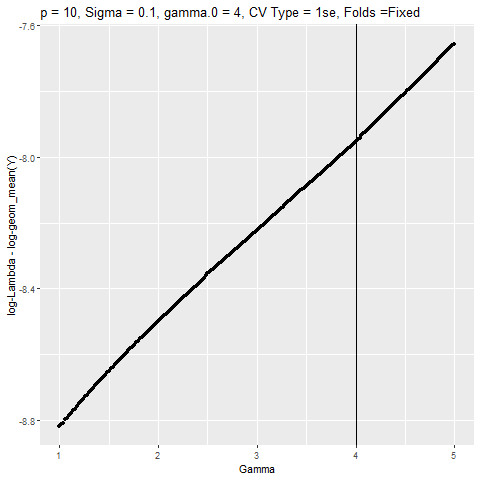 p = 10, Sigma = 0.1, gamma.0 = 4, CV Type = 1se, Folds =Fixed
-7.6
-8.0
-8.4
-8.8
log-Lambda - log-geom_mean(Y)
1 2 3 4 5
Gamma